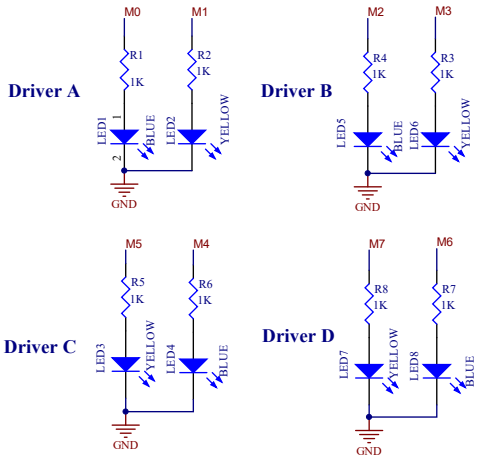 M0 M1
R1 R2
1K 1K
Driver A
LED1 1 2 BLUE LED2 YELLOW
GND
M2 M3
R4 R3
1K 1K
Driver B
LED5 BLUE LED6 YELLOW
GND
M5 M4
R5 R6
1K 1K
Driver C
LED3 YELLOW LED4 BLUE
GND
M7 M6
R8 R7
1K 1K
Driver D
LED7 YELLOW LED8 BLUE
GND